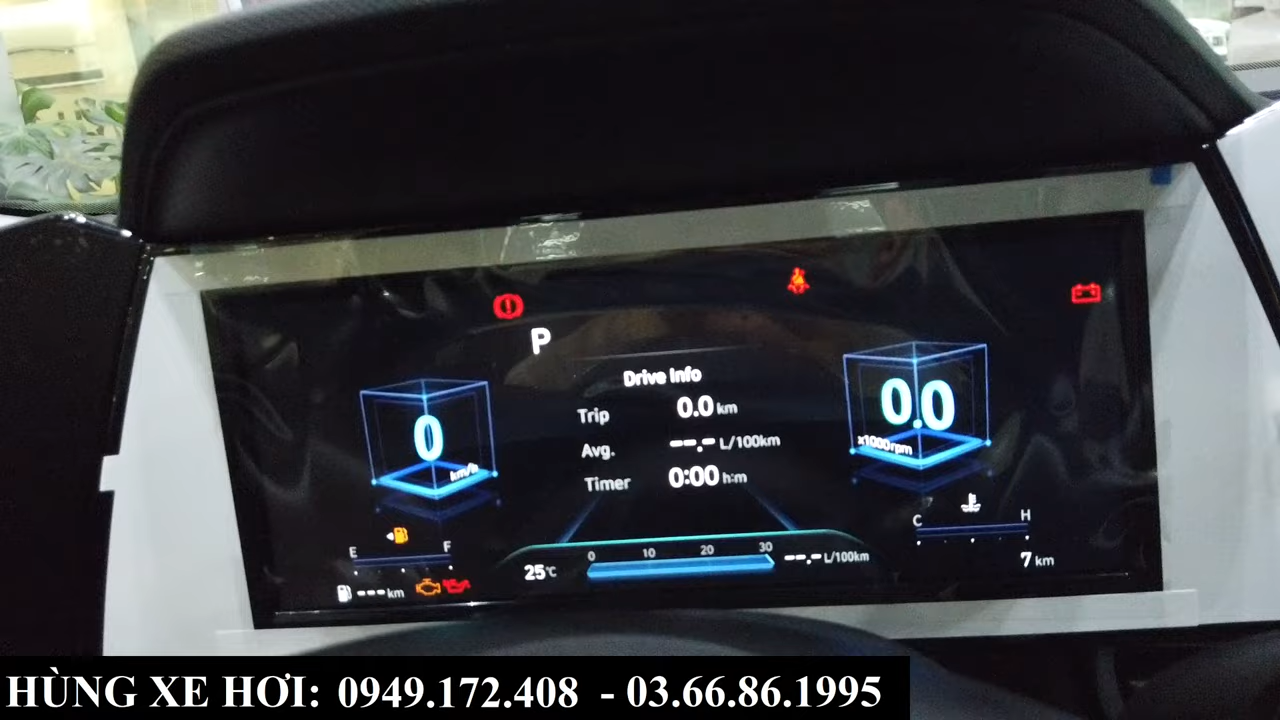 P
Drive Info
Trip 0.0 km
Avg. --.- L/100km
Timer 0:00 h:m
0
km/h
0.0
x1000rpm
E F
--- km
25°C
0 10 20 30
--.- L/100km
C H
7 km
HÙNG XE HƠI: 0949.172.408 - 03.66.86.1995